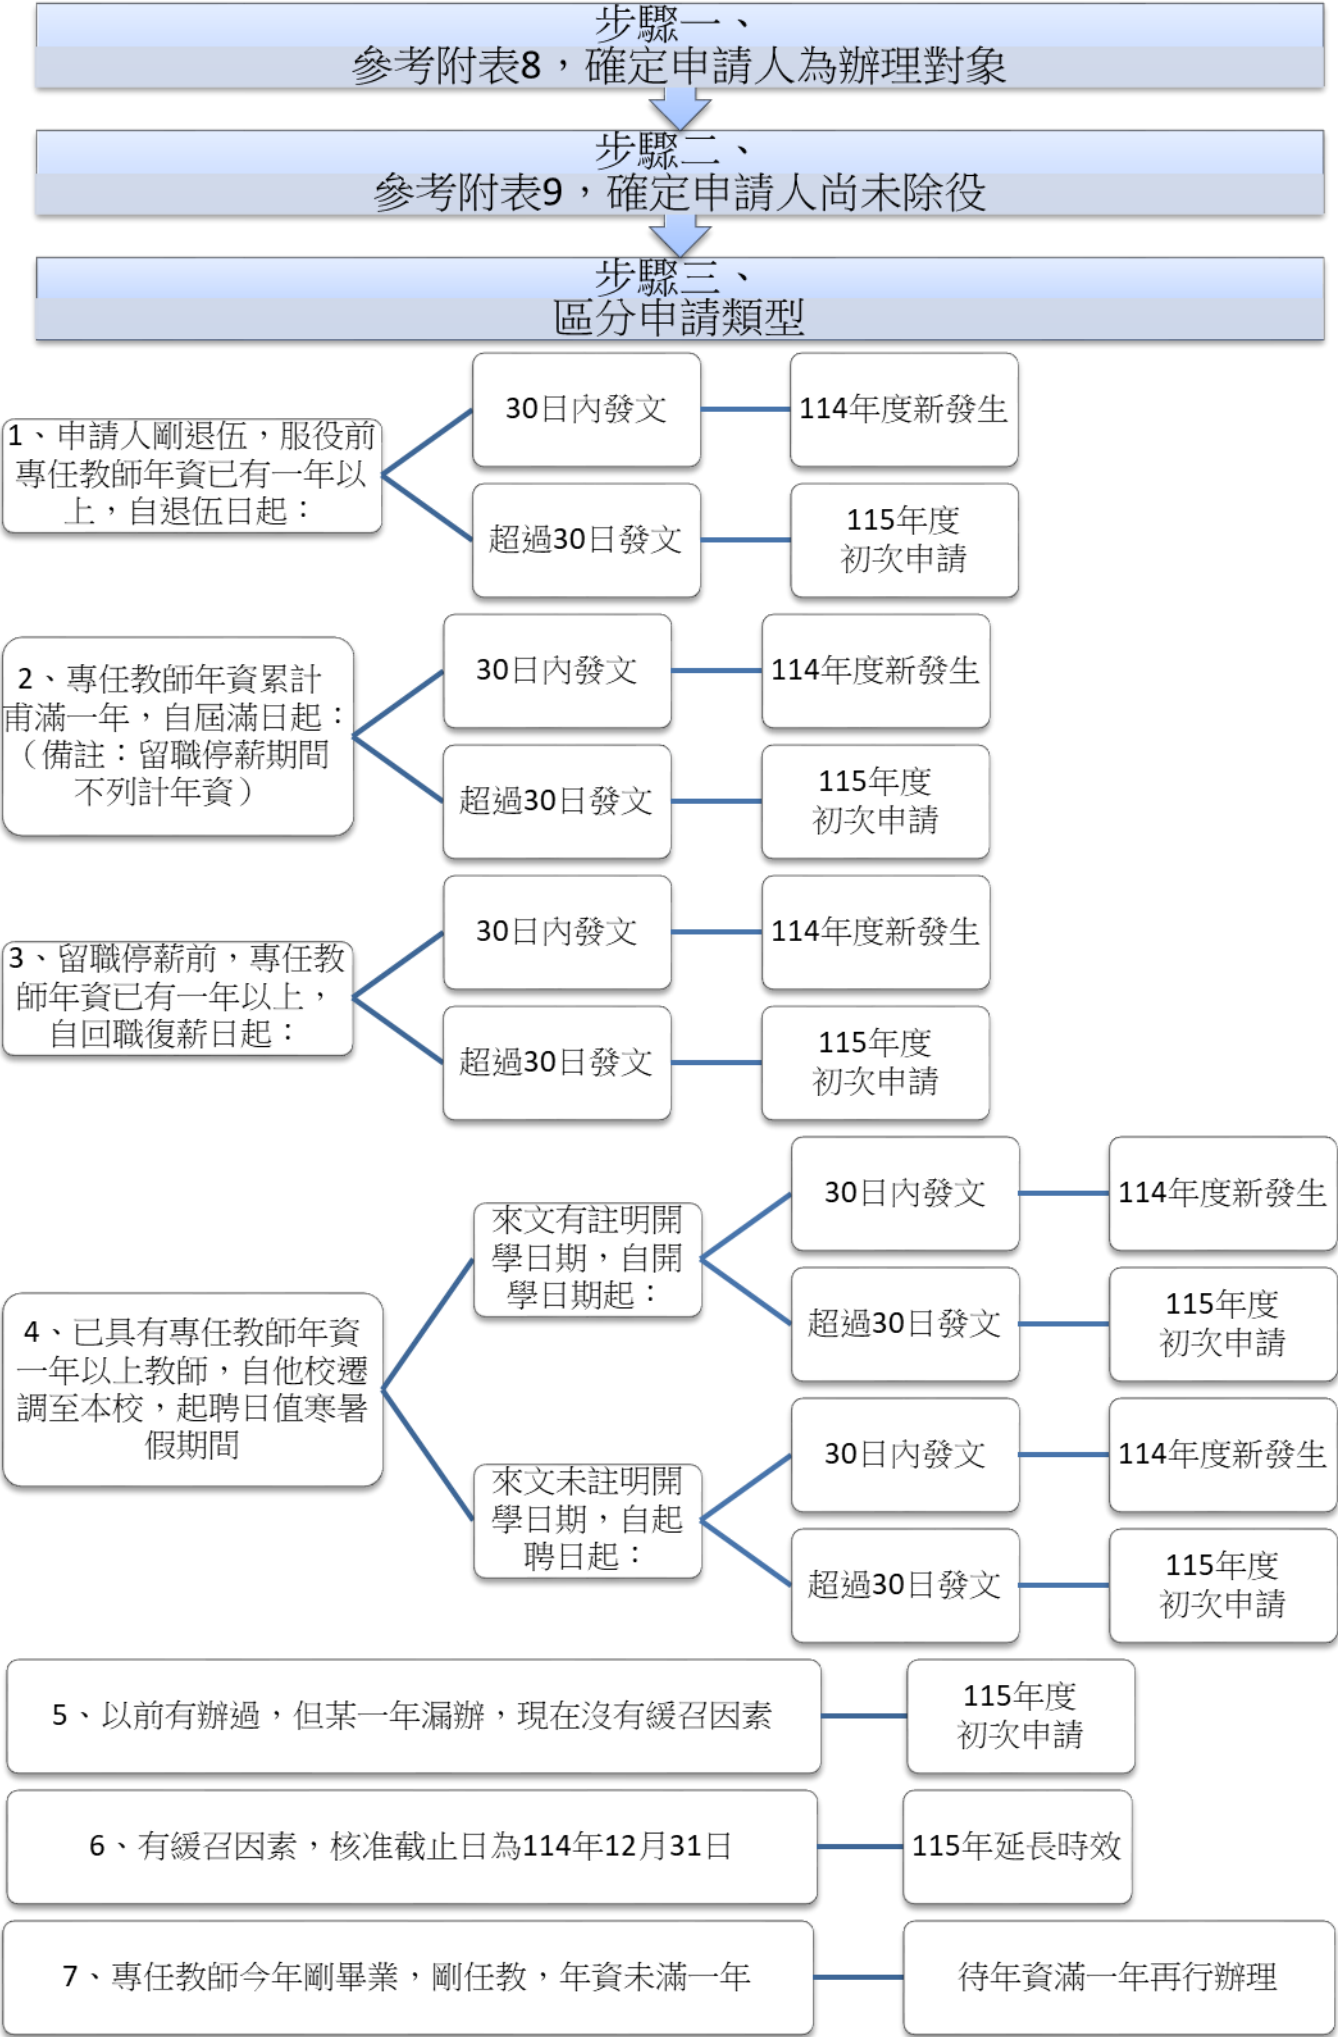 步驟一、
參考附表8，確定申請人為辦理對象
步驟二、
參考附表9，確定申請人尚未除役
步驟三、
區分申請類型
1、申請人剛退伍，服役前
專任教師年資已有一年以
上，自退伍日起：
30日內發文
114年度新發生
超過30日發文
115年度
初次申請
2、專任教師年資累計
甫滿一年，自屆滿日起：
（備註：留職停薪期間
不列計年資）
30日內發文
114年度新發生
超過30日發文
115年度
初次申請
3、留職停薪前，專任教
師年資已有一年以上，
自回職復薪日起：
30日內發文
114年度新發生
超過30日發文
115年度
初次申請
4、已具有專任教師年資
一年以上教師，自他校遷
調至本校，起聘日值寒暑
假期間
來文有註明開
學日期，自開
學日期起：
30日內發文
114年度新發生
超過30日發文
115年度
初次申請
來文未註明開
學日期，自起
聘日起：
30日內發文
114年度新發生
超過30日發文
115年度
初次申請
5、以前有辦過，但某一年漏辦，現在沒有緩召因素
115年度
初次申請
6、有緩召因素，核准截止日為114年12月31日
115年延長時效
7、專任教師今年剛畢業，剛任教，年資未滿一年
待年資滿一年再行辦理